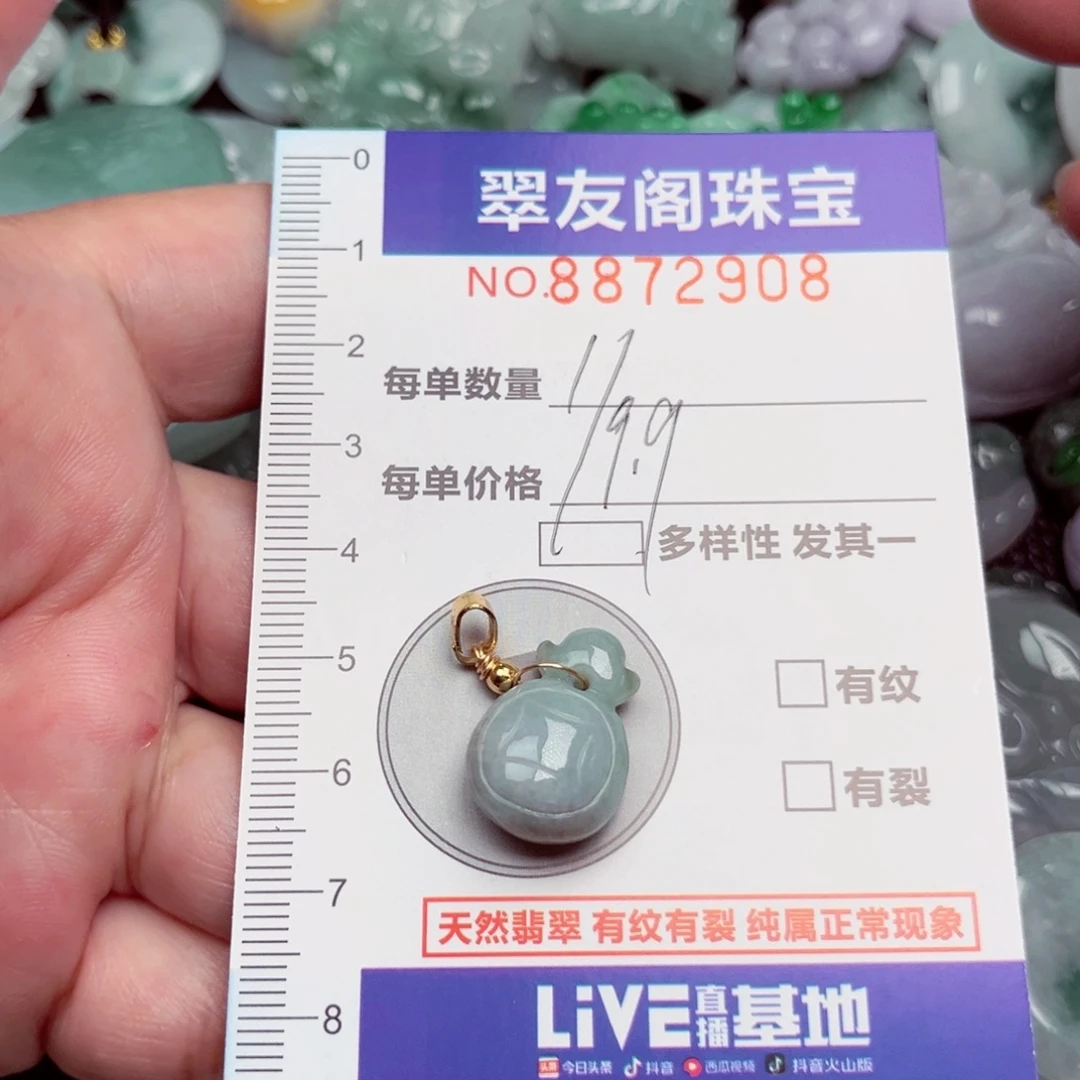 翠友阁珠宝
NO.8872908
每单数量 11
每单价格 19.9
多样性 发其一
有纹
有裂
天然翡翠 有纹有裂 纯属正常现象
LiVE直播基地
头条 今日头条 抖音 西瓜视频 抖音火山版
0
1
2
3
4
5
6
7
8